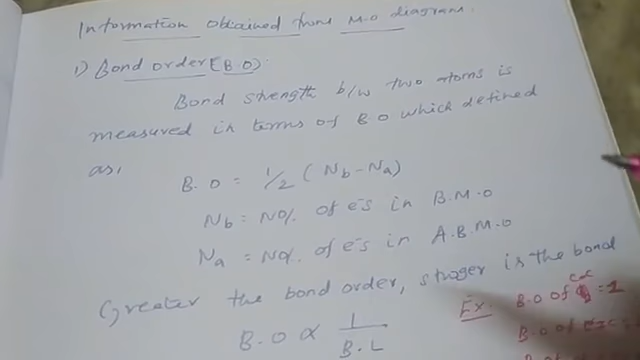 Information obtained from M.O diagram.
1) Bond order (B.O).
Bond strength b/w two atoms is
measured in terms of B O which defined
as,
B.O = 1/2 (Nb - Na)
Nb = No% of e-s in B.M.O
Na = No% of e-s in A.B.M.O
Greater the bond order, stroger is the bond
B.O ∝ 1/B.L
Ex. B.O of C-C = 1
B.O of C=C =